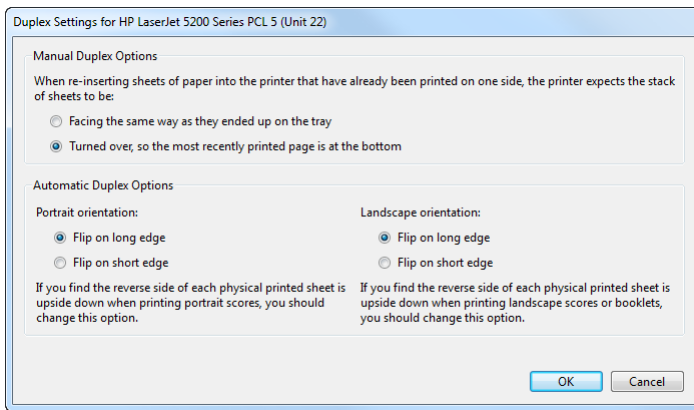 Duplex Settings for HP LaserJet 5200 Series PCL 5 (Unit 22)
Manual Duplex Options
When re-inserting sheets of paper into the printer that have already been printed on one side, the printer expects the stack
of sheets to be:
Facing the same way as they ended up on the tray
Turned over, so the most recently printed page is at the bottom
Automatic Duplex Options
Portrait orientation:
Flip on long edge
Flip on short edge
If you find the reverse side of each physical printed sheet is
upside down when printing portrait scores, you should
change this option.
Landscape orientation:
Flip on long edge
Flip on short edge
If you find the reverse side of each physical printed sheet is
upside down when printing landscape scores or booklets,
you should change this option.
OK
Cancel